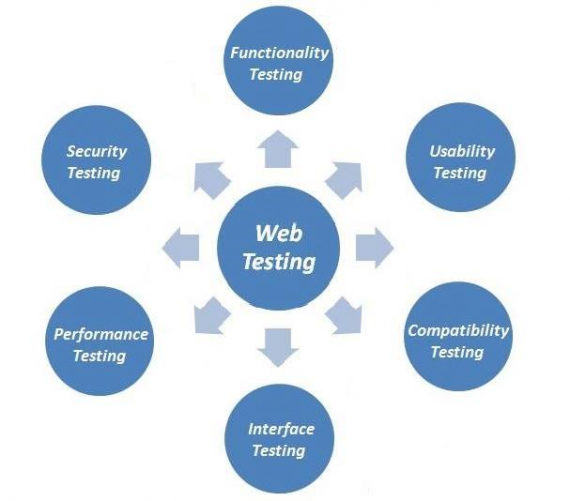 Functionality
Testing
Security
Testing
Usability
Testing
Web
Testing
Performance
Testing
Compatibility
Testing
Interface
Testing